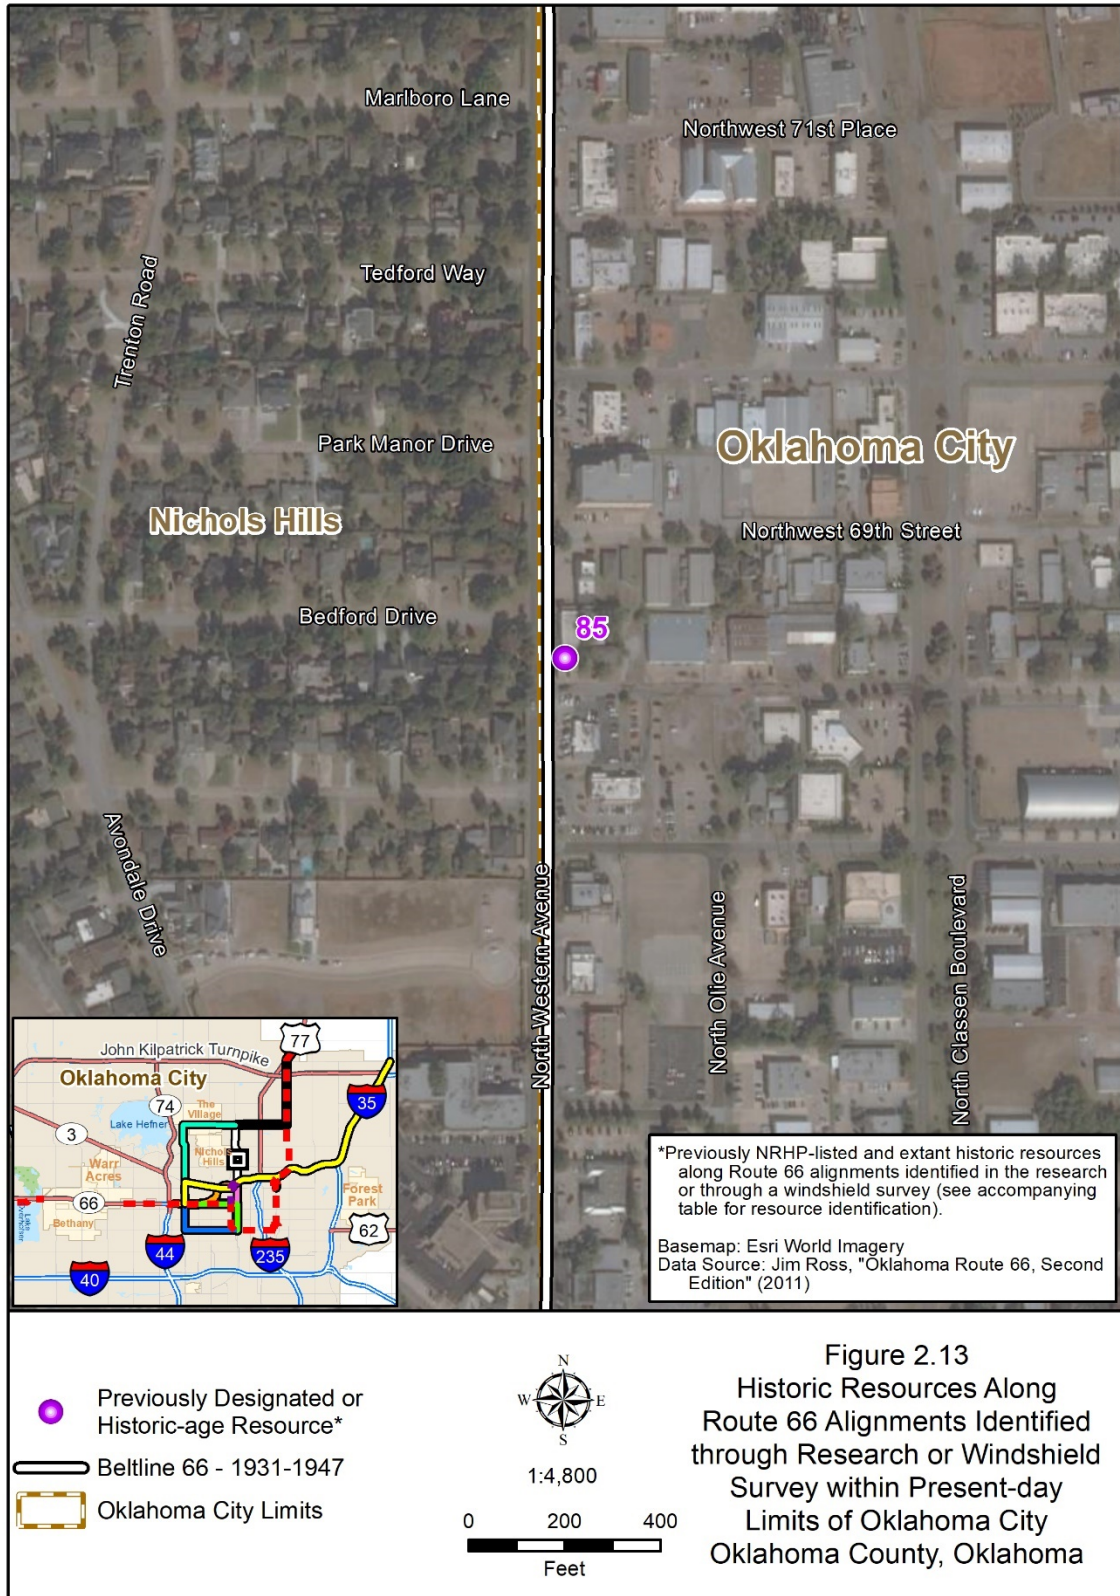 Marlboro Lane
Northwest 71st Place
Trenton Road
Tedford Way
Park Manor Drive
Oklahoma City
Nichols Hills
Northwest 69th Street
Bedford Drive
85
Avondale Drive
North Western Avenue
North Olie Avenue
North Classen Boulevard
77
John Kilpatrick Turnpike
Oklahoma City
35
74
The
Village
Lake Hefner
3
Nichols
Hills
Warr
Acres
66
Forest
Park
Lake
Overholser
Bethany
62
44
235
40
*Previously NRHP-listed and extant historic resources
along Route 66 alignments identified in the research
or through a windshield survey (see accompanying
table for resource identification).
Basemap: Esri World Imagery
Data Source: Jim Ross, "Oklahoma Route 66, Second
Edition" (2011)
Previously Designated or
Historic-age Resource*
Beltline 66 - 1931-1947
Oklahoma City Limits
N
W E
S
1:4,800
0 200 400
Feet
Figure 2.13
Historic Resources Along
Route 66 Alignments Identified
through Research or Windshield
Survey within Present-day
Limits of Oklahoma City
Oklahoma County, Oklahoma